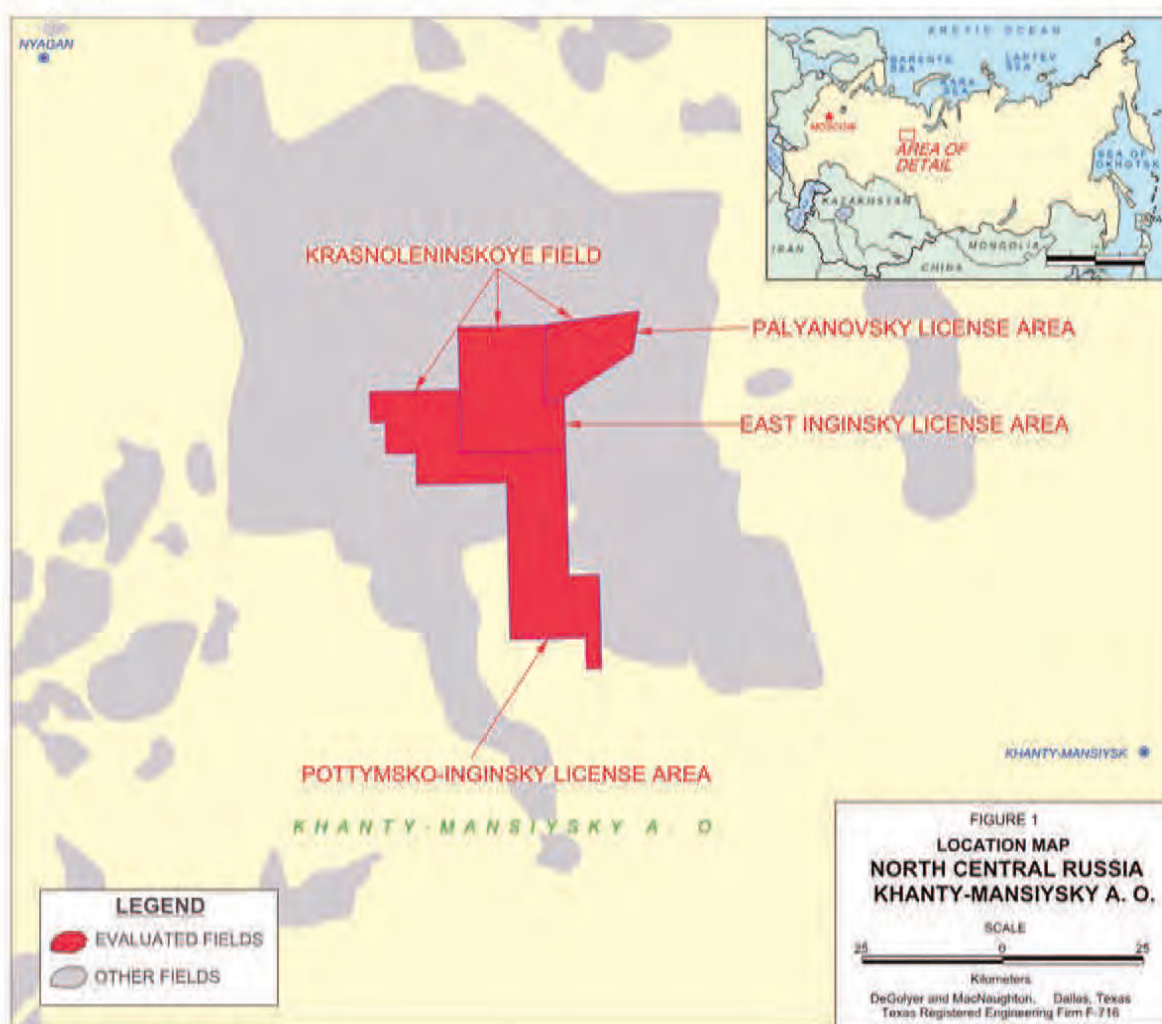 NYAGAN
ARCTIC OCEAN
BARENTS
SEA
KARA
SEA
LAPTEV
SEA
MOSCOW
AREA OF
DETAIL
SEA OF
OKHOTSK
KAZAKHSTAN
MONGOLIA
IRAN
CHINA
KRASNOLENINSKOYE FIELD
PALYANOVSKY LICENSE AREA
EAST INGINSKY LICENSE AREA
POTTYMSKO-INGINSKY LICENSE AREA
KHANTY-MANSIYSK
KHANTY-MANSIYSKY A. O.
LEGEND
EVALUATED FIELDS
OTHER FIELDS
FIGURE 1
LOCATION MAP
NORTH CENTRAL RUSSIA
KHANTY-MANSIYSKY A. O.
SCALE
25 0 25
Kilometers
DeGolyer and MacNaughton, Dallas, Texas
Texas Registered Engineering Firm F-716